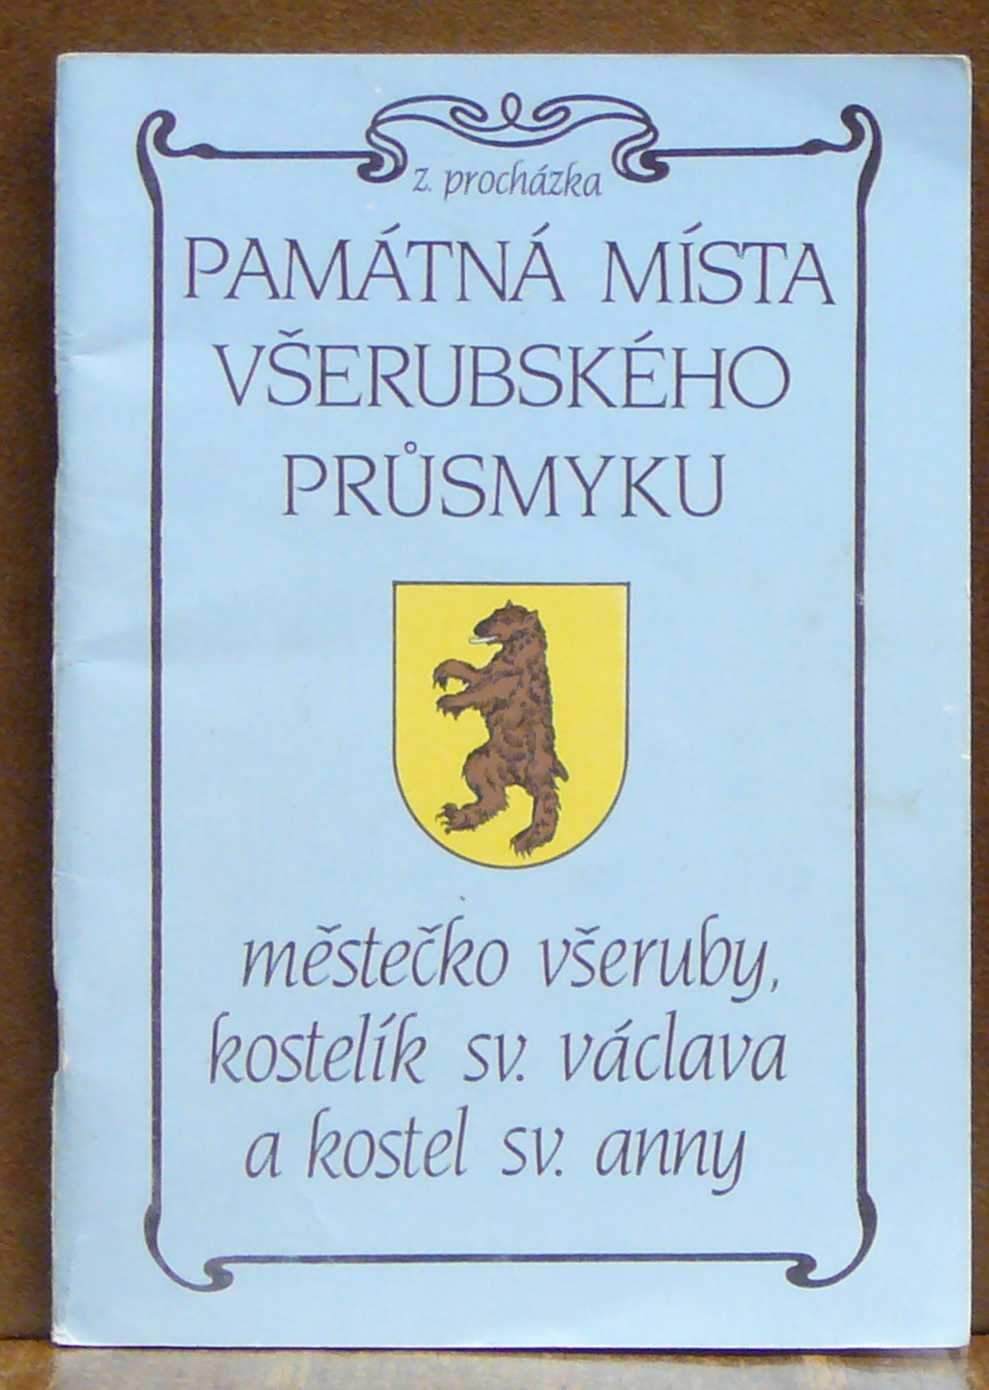 z. procházka
PAMÁTNÁ MÍSTA
VŠERUBSKÉHO
PRŮSMYKU
městečko všeruby,
kostelík sv. václava
a kostel sv. anny